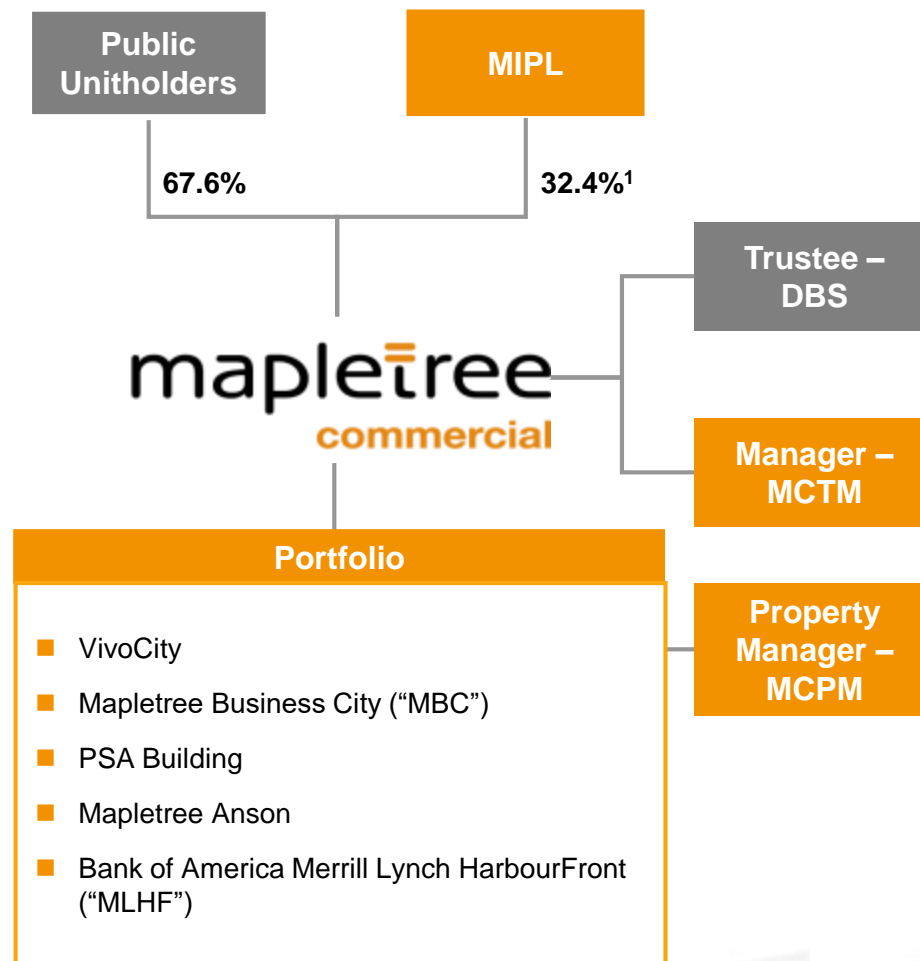 Public
Unitholders
MIPL
67.6%
32.4%¹
Trustee –
DBS
mapletree
commercial
Manager –
MCTM
Portfolio
Property
Manager –
MCPM
VivoCity
Mapletree Business City (“MBC”)
PSA Building
Mapletree Anson
Bank of America Merrill Lynch HarbourFront
(“MLHF”)